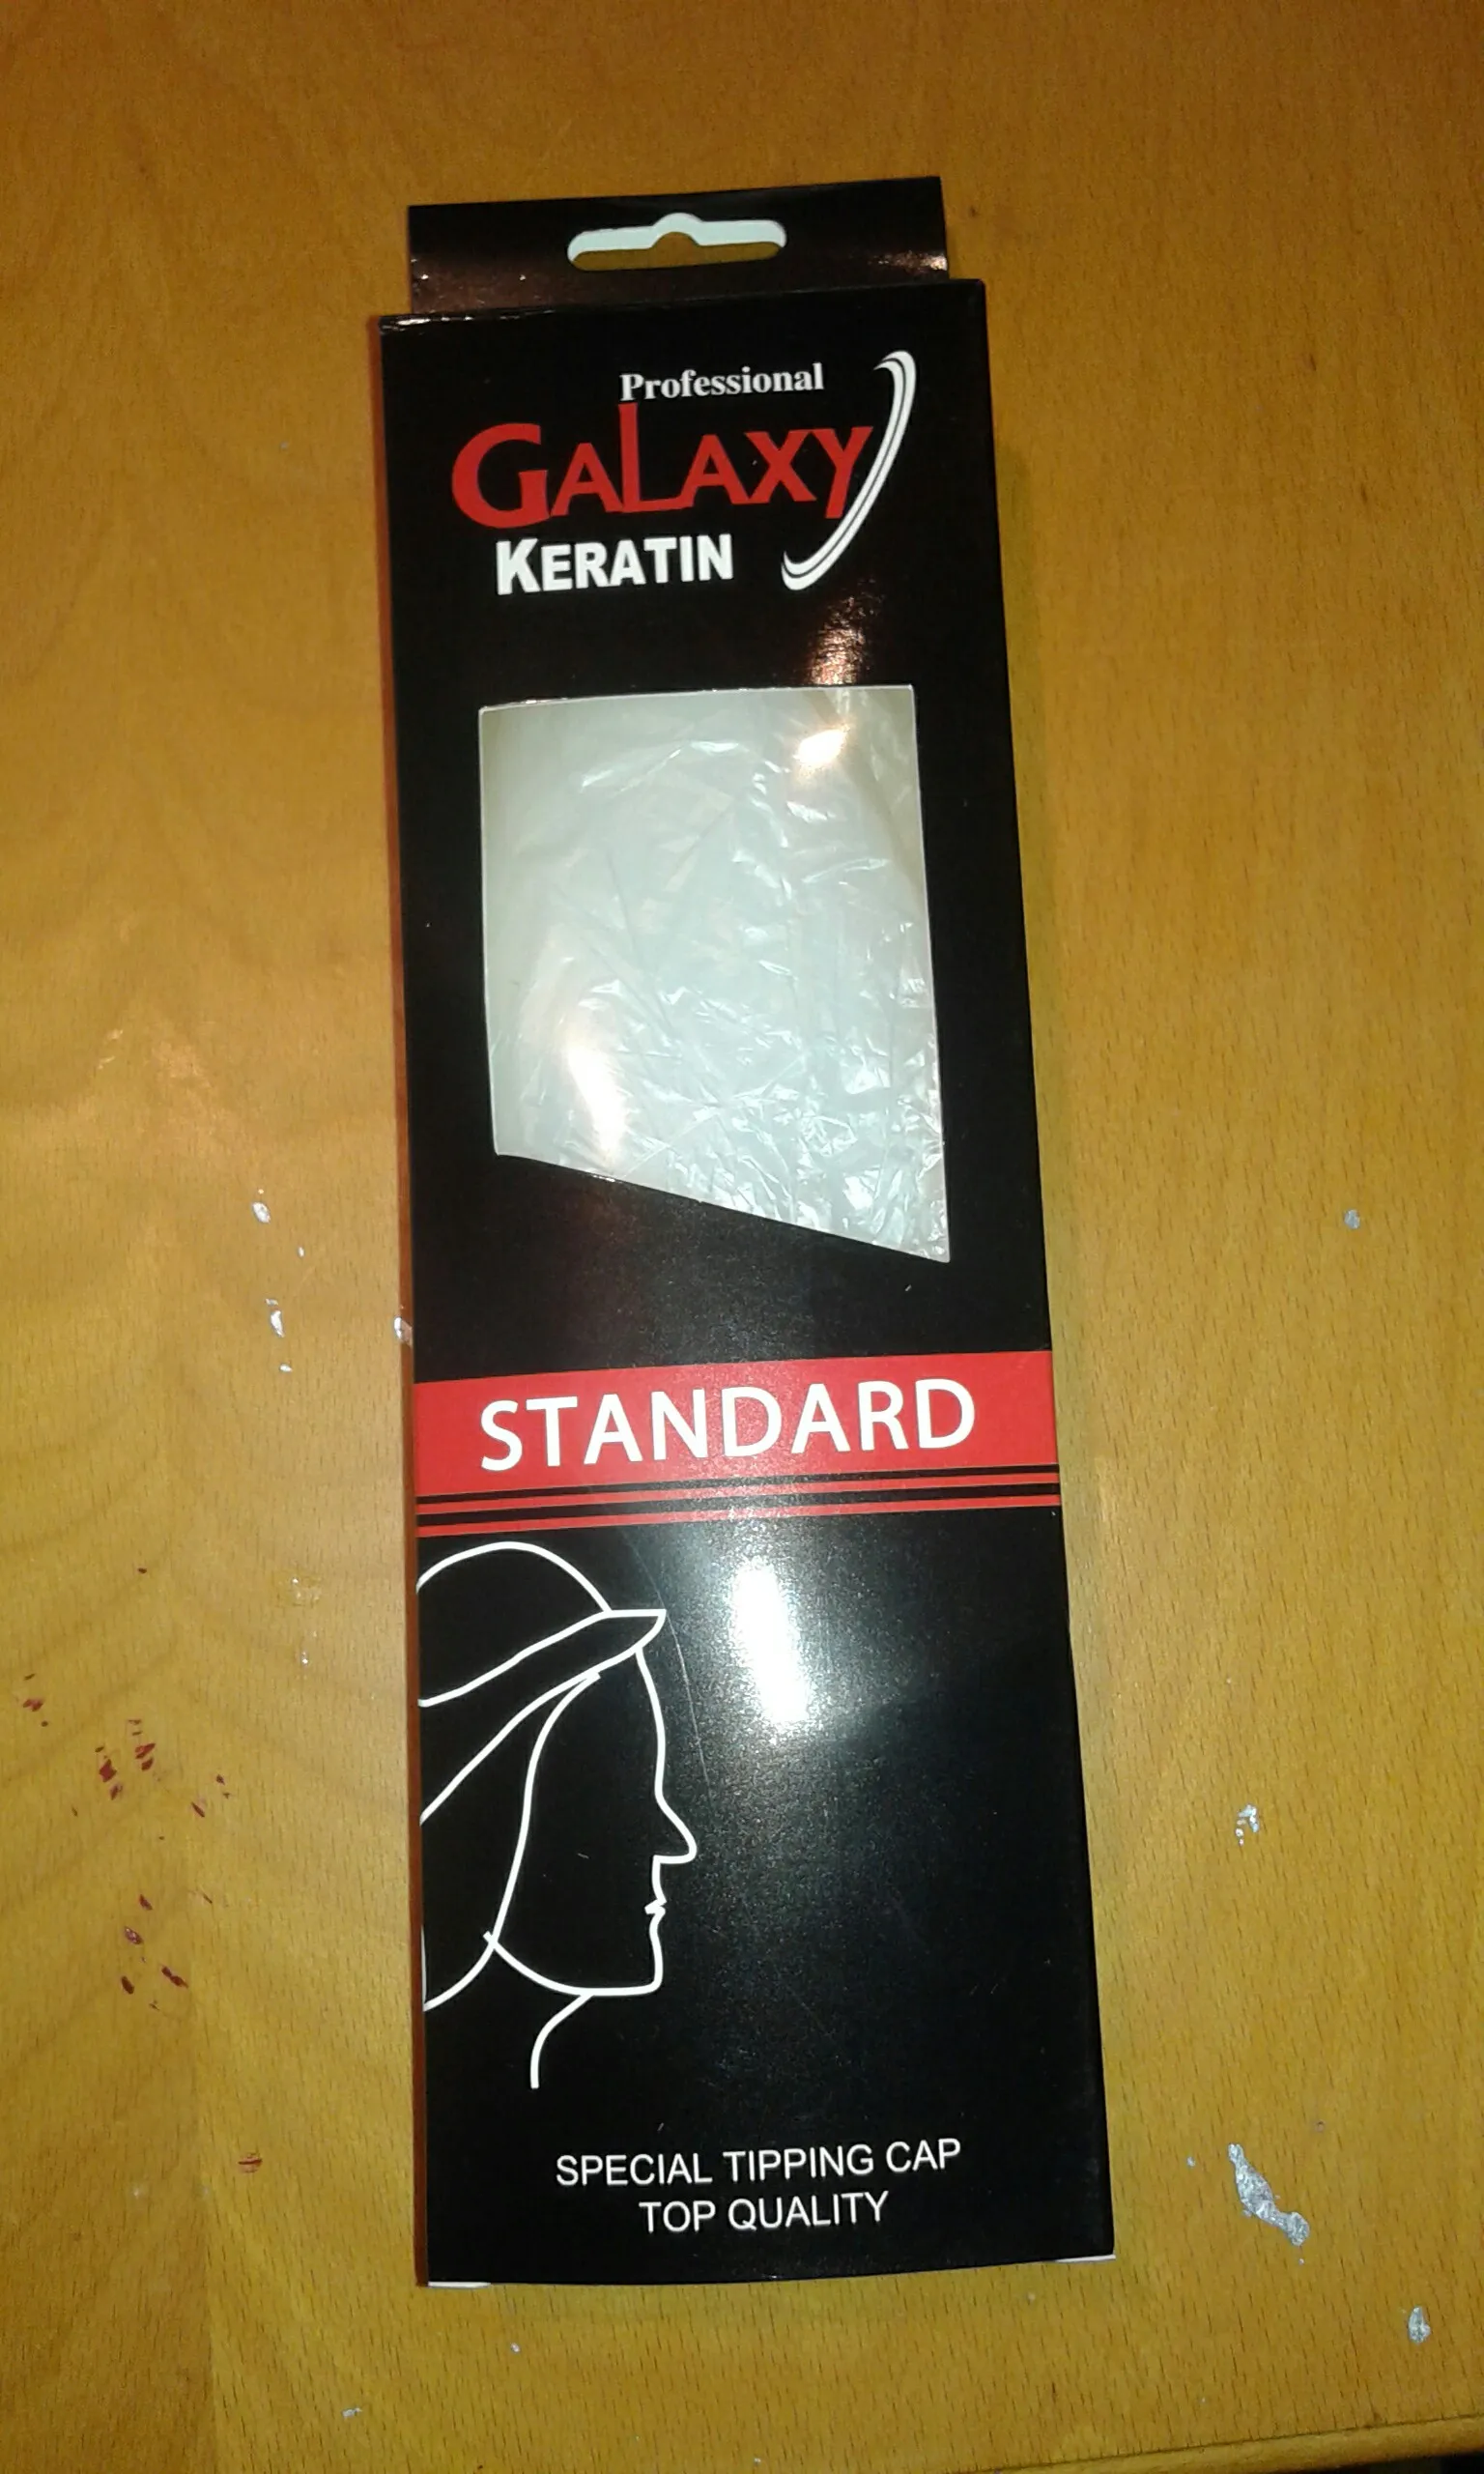 Professional
GALAXY
KERATIN
STANDARD
SPECIAL TIPPING CAP
TOP QUALITY